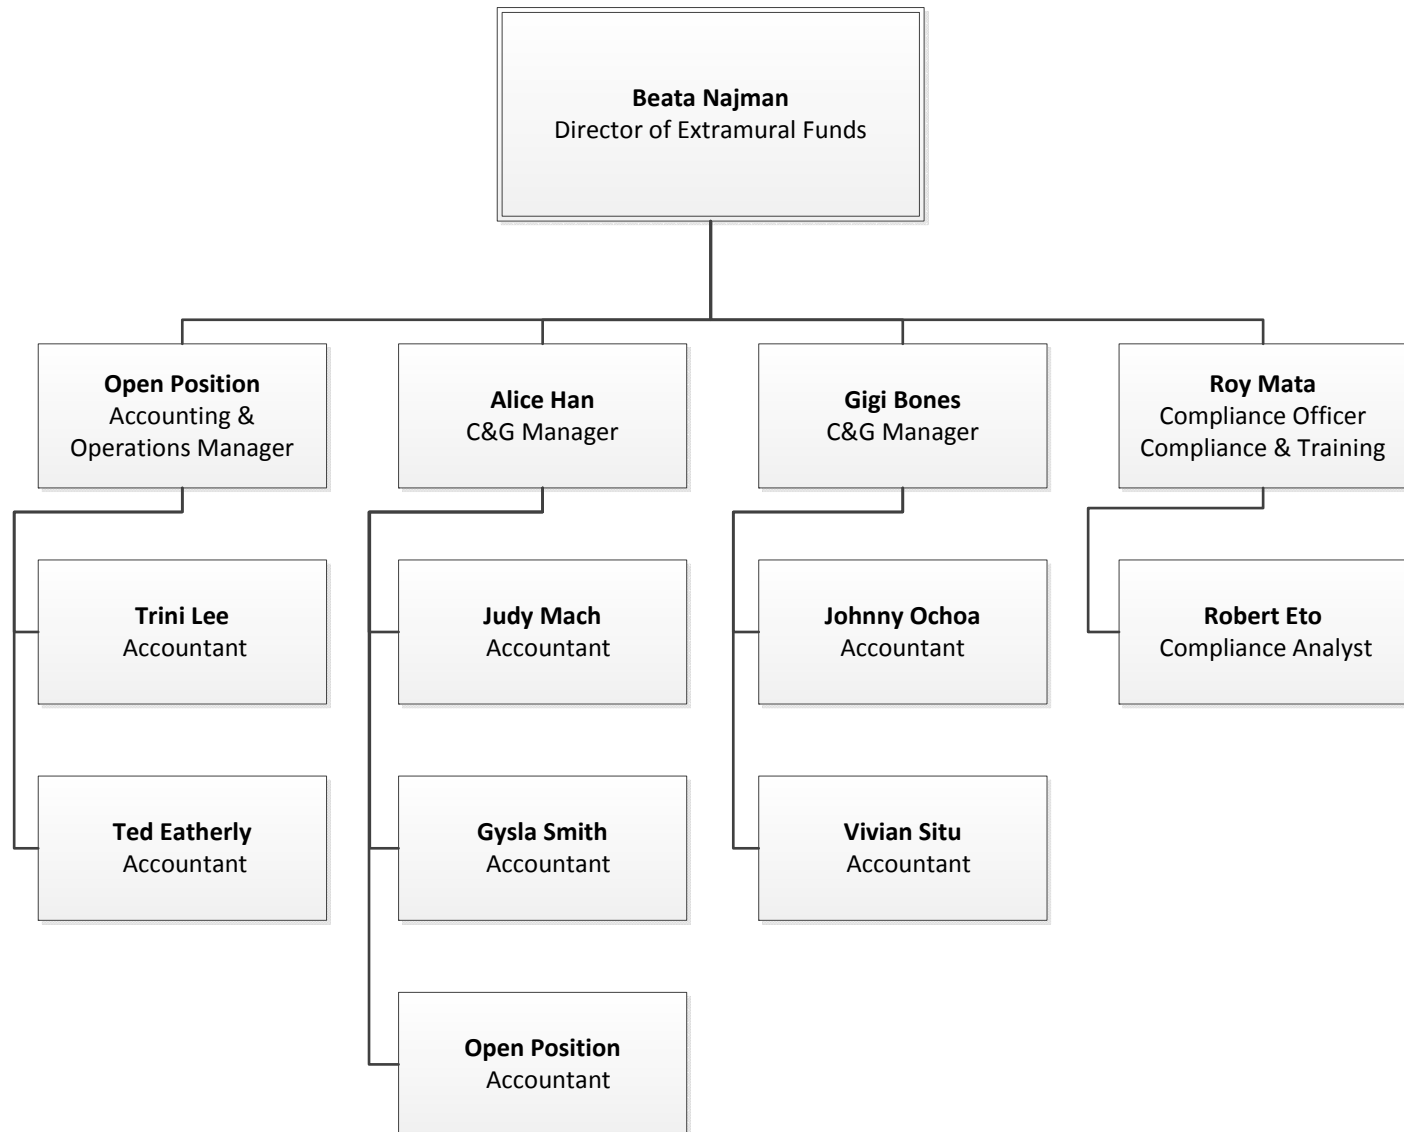 Beata Najman
Director of Extramural Funds
Open Position
Accounting &
Operations Manager
Alice Han
C&G Manager
Gigi Bones
C&G Manager
Roy Mata
Compliance Officer
Compliance & Training
Trini Lee
Accountant
Judy Mach
Accountant
Johnny Ochoa
Accountant
Robert Eto
Compliance Analyst
Ted Eatherly
Accountant
Gysla Smith
Accountant
Vivian Situ
Accountant
Open Position
Accountant